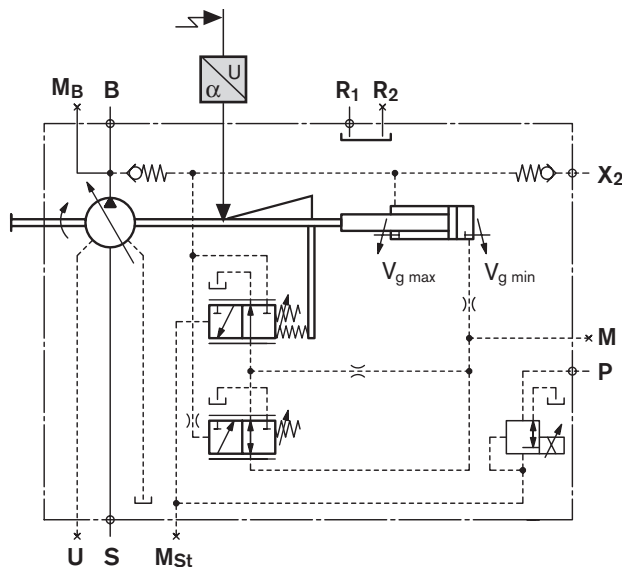 U
α
M_B B R_1 R_2
X_2
V_g max V_g min
M
P
U S M_St